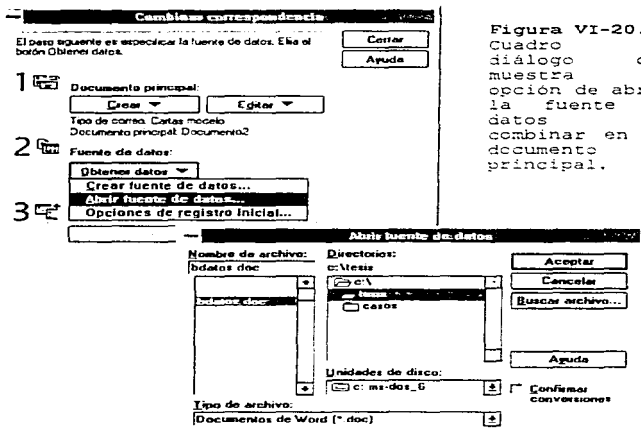 Combinar correspondencia
El paso siguiente es especificar la fuente de datos. Elija el
botón Obtener datos.
Cerrar
Ayuda
1
Documento principal:
Crear
Editar
Tipo de correo: Cartas modelo
Documento principal: Documento2
2
Fuente de datos:
Obtener datos
Crear fuente de datos...
Abrir fuente de datos...
Opciones de registro inicial...
3
Figura VI-20.
Cuadro
diálogo
muestra
opción de abri
la fuente
datos
combinar en
documento
principal.
Abrir fuente de datos
Nombre de archivo:
bdatos doc
bdatos doc
Directorios:
c:\tesis
c:\
tesis
casos
Aceptar
Cancelar
Buscar archivo...
Ayuda
Unidades de disco:
c: ms-dos_6
Confirmar
conversiones
Tipo de archivo:
Documentos de Word (*.doc)